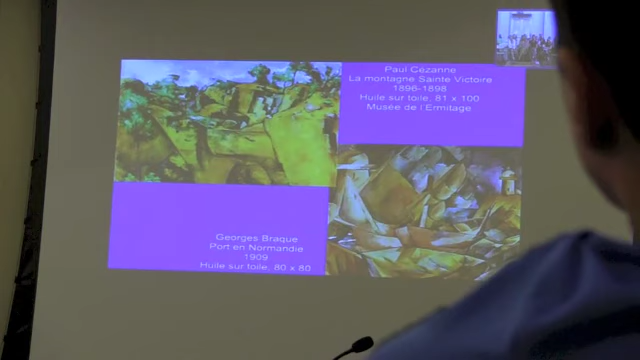 Paul Cézanne
La montagne Sainte Victoire
1896-1898
Huile sur toile, 81 x 100
Musée de l'Ermitage
Georges Braque
Port en Normandie
1909
Huile sur toile, 80 x 80